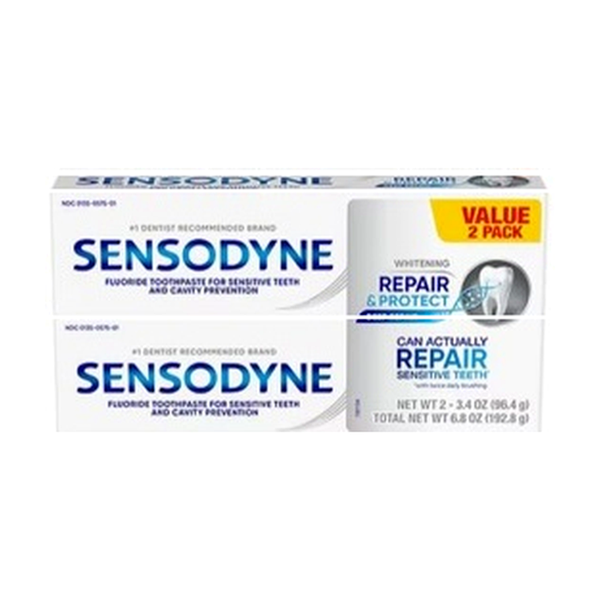 SENSODYNE
REPAIR
NDC 0135-0575-01
#1 DENTIST RECOMMENDED BRAND
SENSODYNE
FLUORIDE TOOTHPASTE FOR SENSITIVE TEETH
AND CAVITY PREVENTION
VALUE
2 PACK
WHITENING
REPAIR
& PROTECT
NDC 0135-0575-01
#1 DENTIST RECOMMENDED BRAND
SENSODYNE
FLUORIDE TOOTHPASTE FOR SENSITIVE TEETH
AND CAVITY PREVENTION
CAN ACTUALLY
REPAIR
SENSITIVE TEETH*
*with twice daily brushing
NET WT 2 - 3.4 OZ (96.4 g)
TOTAL NET WT 6.8 OZ (192.8 g)